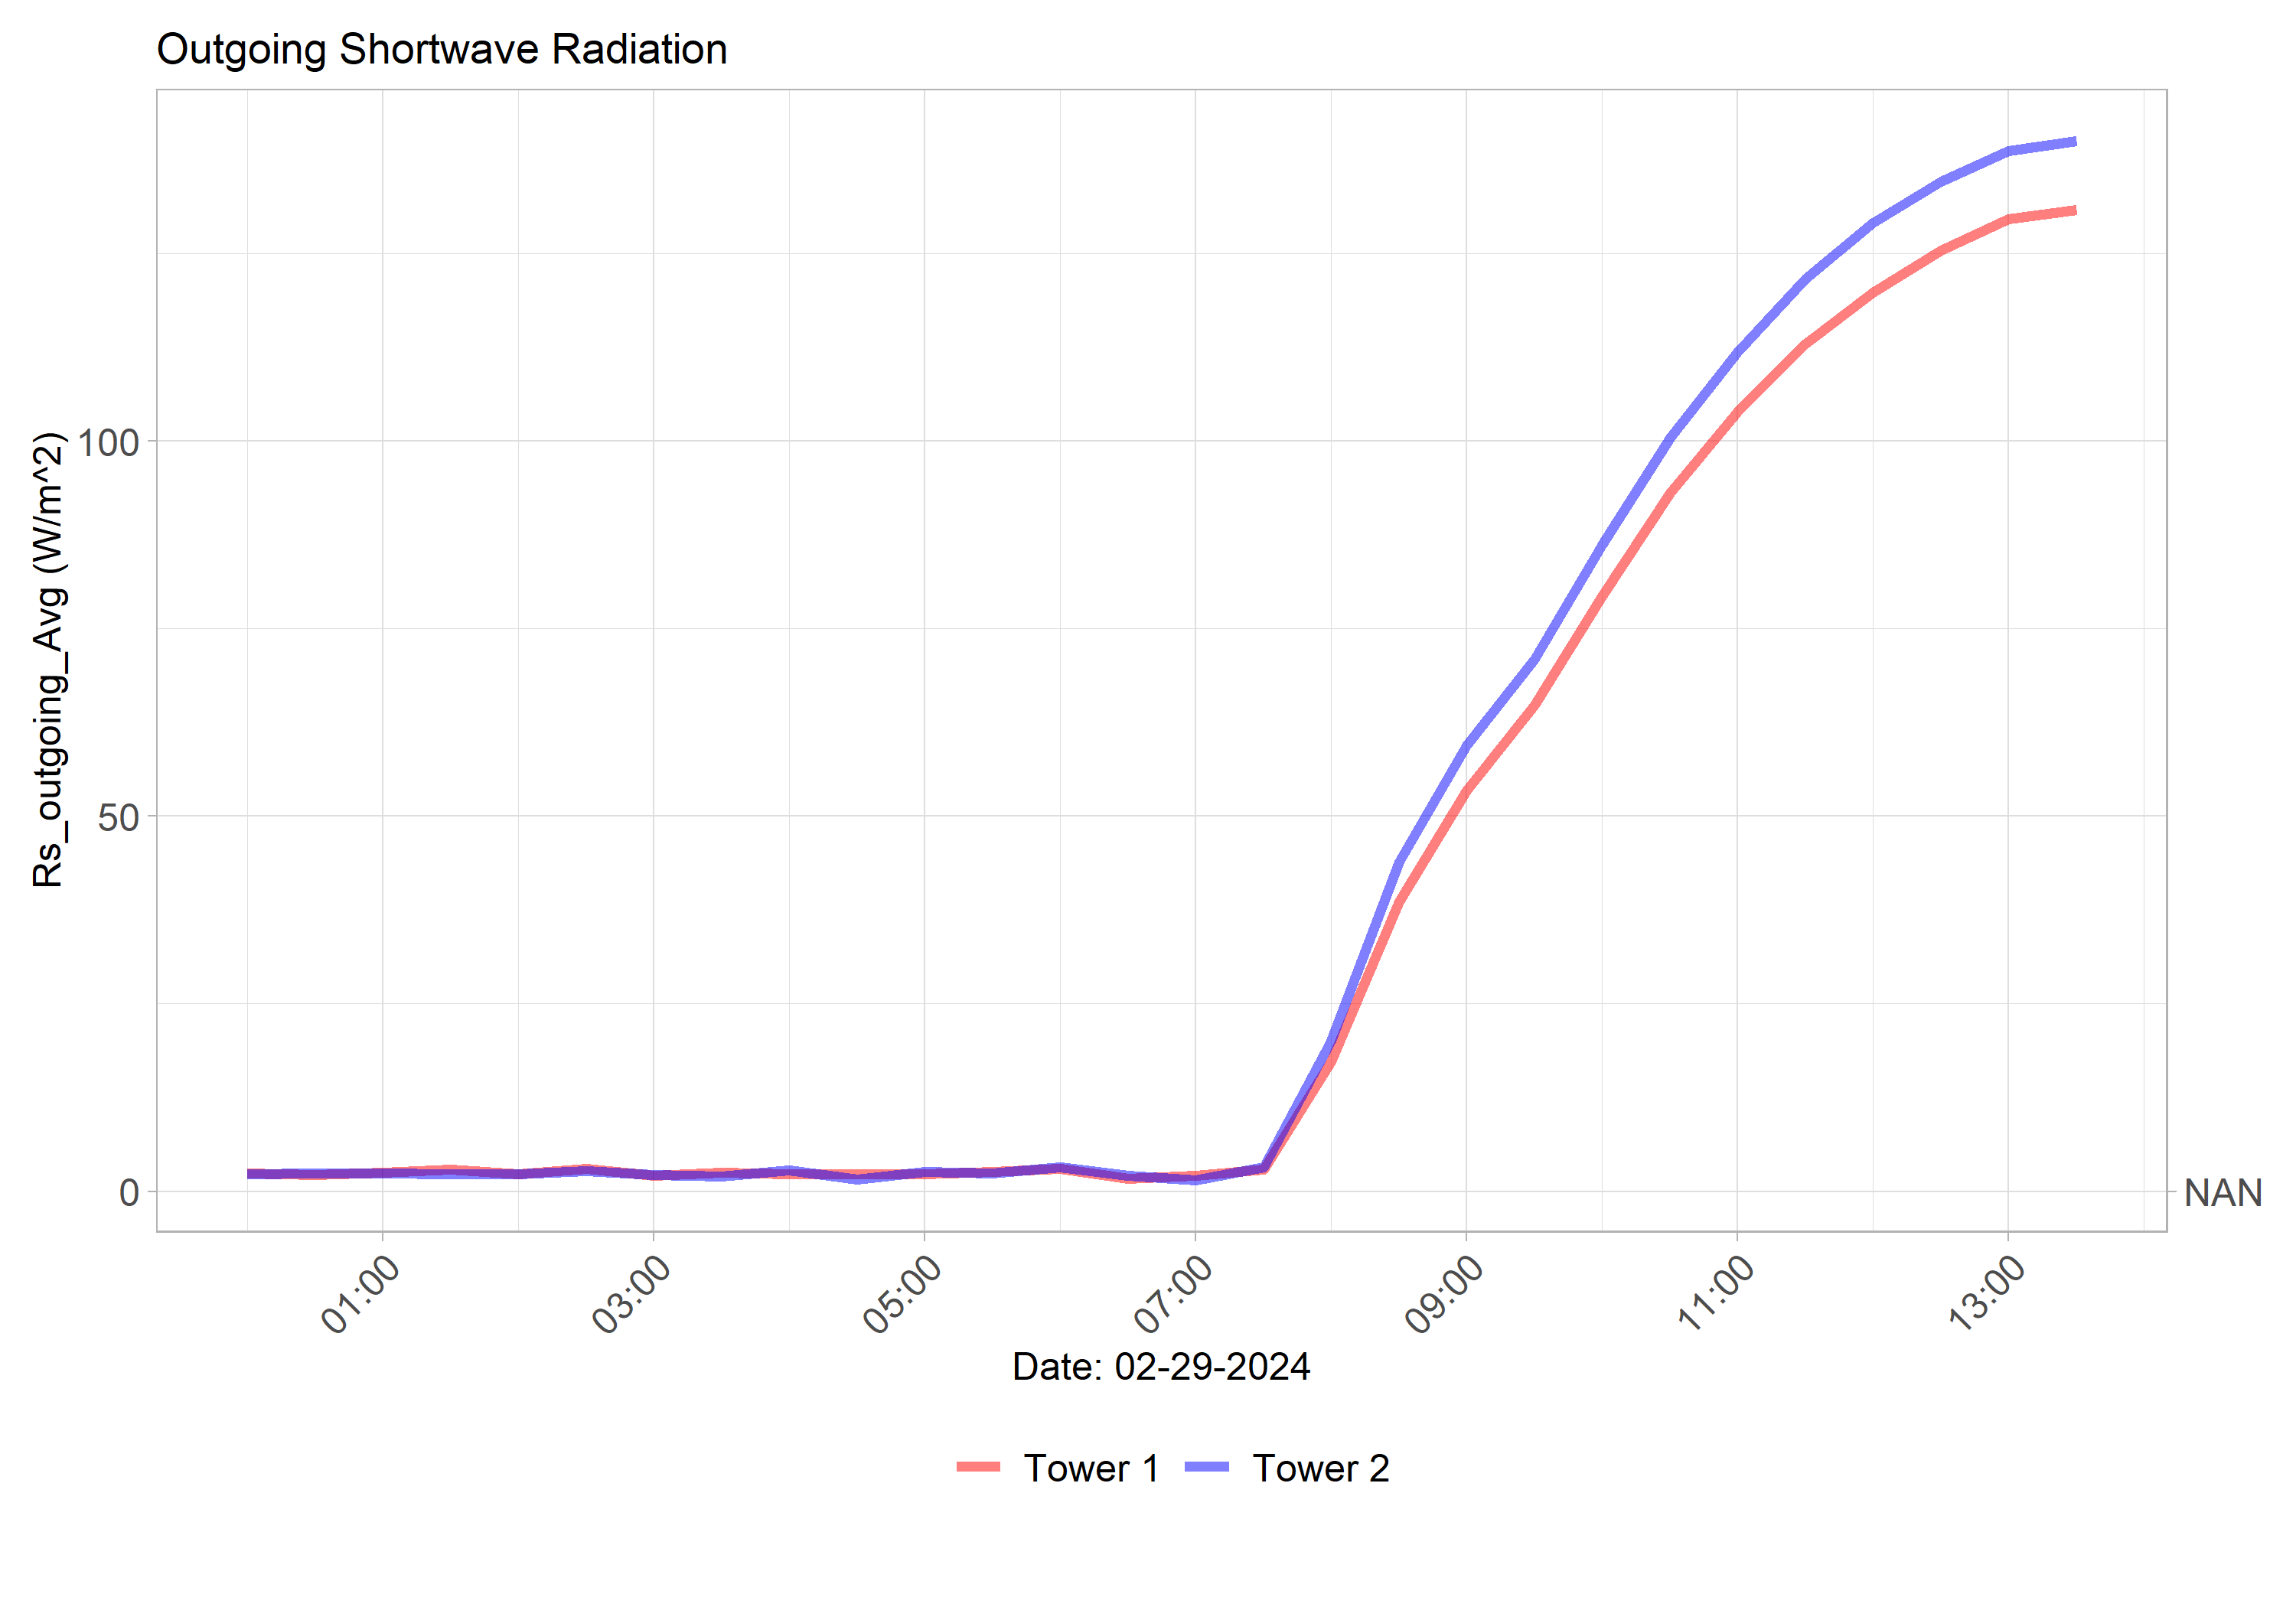 Outgoing Shortwave Radiation
Rs_outgoing_Avg (W/m^2)
100
50
0
NAN
01:00
03:00
05:00
07:00
09:00
11:00
13:00
Date: 02-29-2024
Tower 1
Tower 2